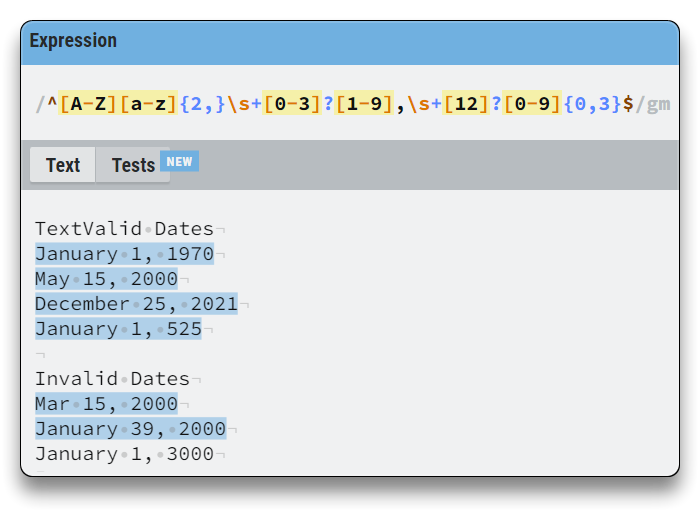 Expression
/^[A-Z][a-z]{2,}\s+[0-3]?[1-9],\s+[12]?[0-9]{0,3}$/gm
Text Tests NEW
TextValid·Dates¬
January·1,·1970¬
May·15,·2000¬
December·25,·2021¬
January·1,·525¬
¬
Invalid·Dates¬
Mar·15,·2000¬
January·39,·2000¬
January·1,·3000¬